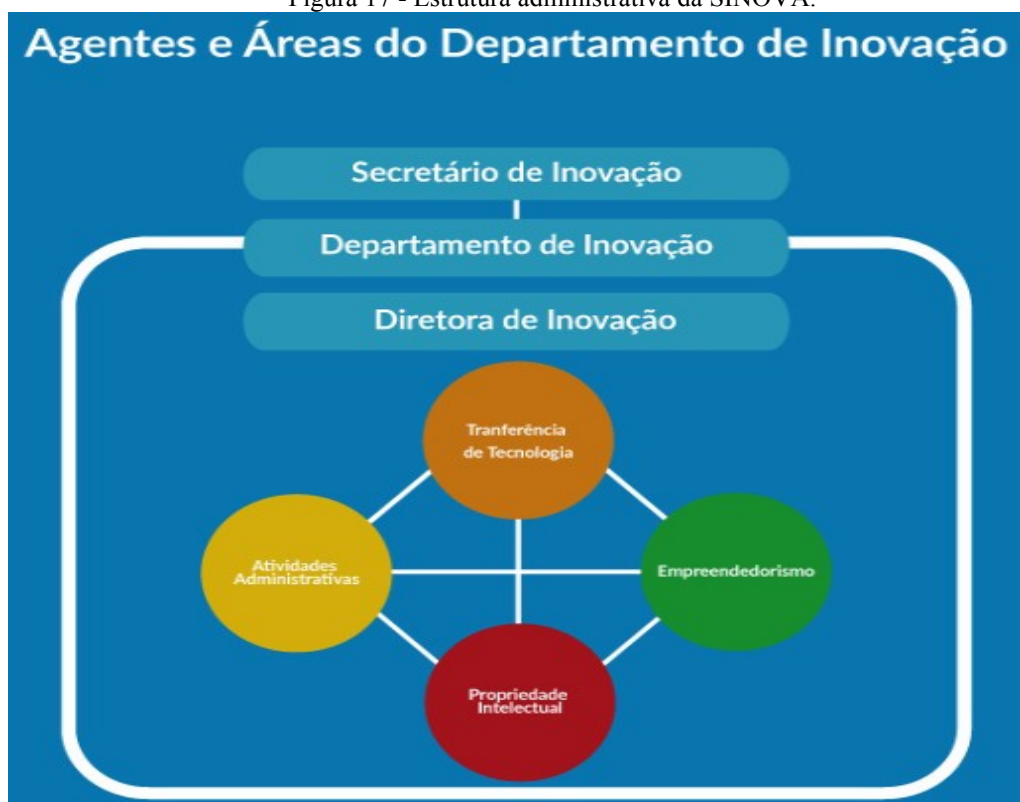 Figura 17 - Estrutura administrativa da SINOVA.
Agentes e Áreas do Departamento de Inovação
Secretário de Inovação
Departamento de Inovação
Diretora de Inovação
Tranferência
de Tecnologia
Atividades
Administrativas
Empreendedorismo
Propriedade
Intelectual